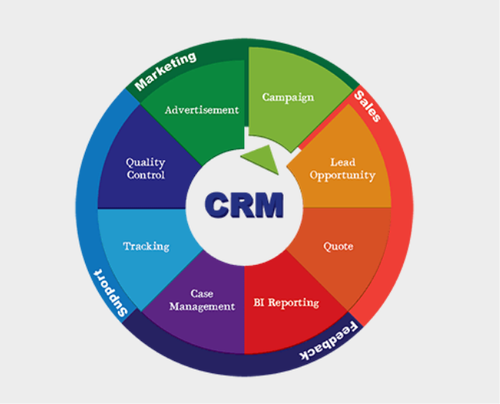 Marketing
Sales
Advertisement
Campaign
Quality
Control
Lead
Opportunity
CRM
Tracking
Quote
Case
Management
BI Reporting
Support
Feedback